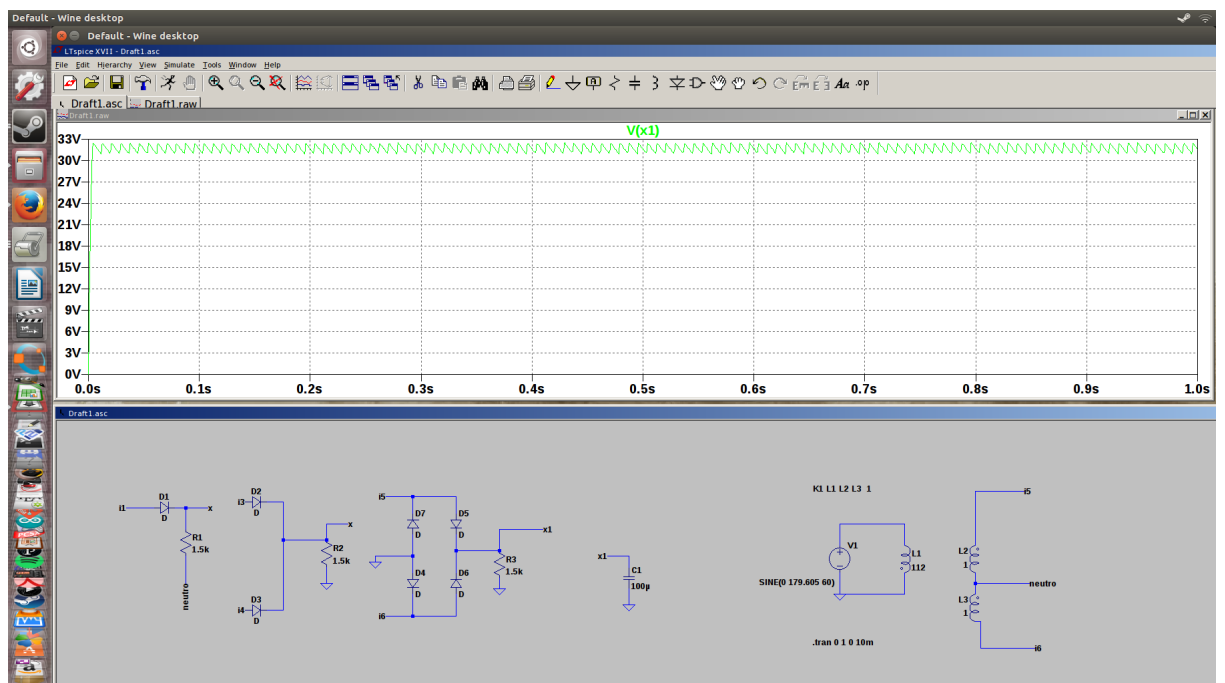 Default - Wine desktop
Default - Wine desktop
LTspice XVII - Draft1.asc
File Edit Hierarchy View Simulate Tools Window Help
Aa .op
Draft1.asc Draft1.raw
Draft1.raw
V(x1)
33V
30V
27V
24V
21V
18V
15V
12V
9V
6V
3V
0V
0.0s 0.1s 0.2s 0.3s 0.4s 0.5s 0.6s 0.7s 0.8s 0.9s 1.0s
Draft1.asc
i1
D1
D
x
R1
1.5k
neutro
i3
D2
D
x
R2
1.5k
i4
D3
D
i5
D7
D
D5
D
x1
R3
1.5k
D4
D
D6
D
i6
x1
C1
100µ
K1 L1 L2 L3 1
V1
SINE(0 179.605 60)
L1
112
L2
1
i5
neutro
L3
1
i6
.tran 0 1 0 10m